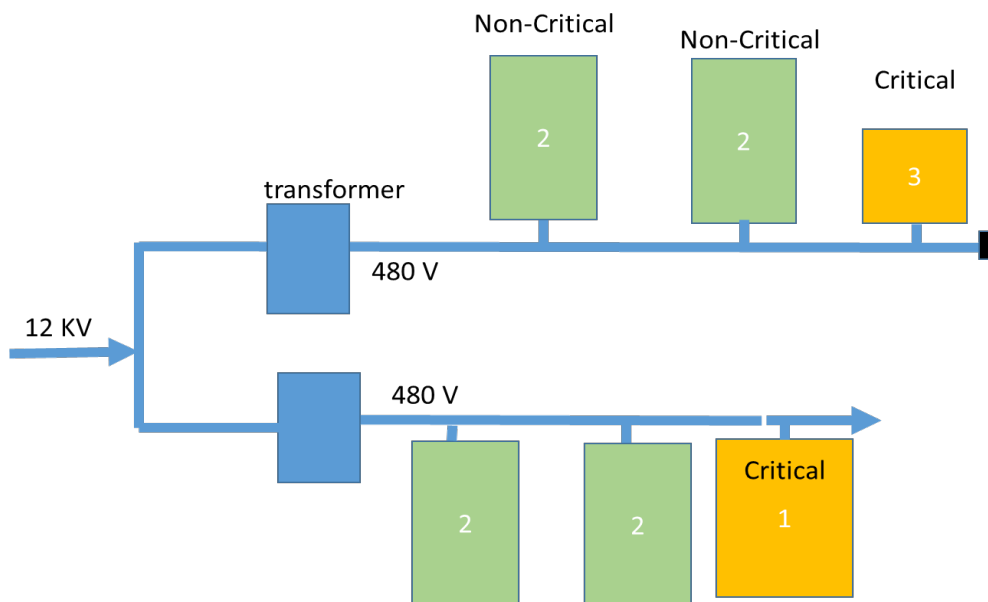 Non-Critical
Non-Critical
Critical
2
2
3
transformer
480 V
12 KV
480 V
Critical
2
2
1